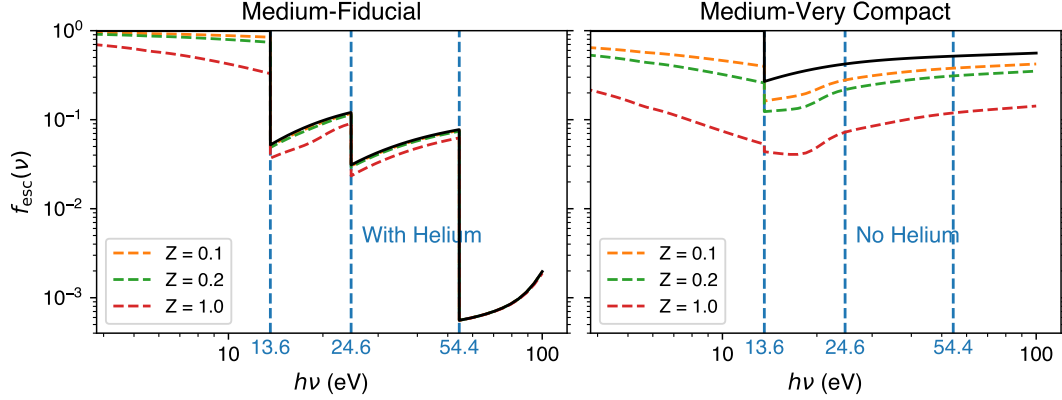 Medium-Fiducial
10⁰
10⁻¹
10⁻²
10⁻³
f_esc(ν)
With Helium
Z = 0.1
Z = 0.2
Z = 1.0
10
13.6
24.6
54.4
100
hν (eV)
Medium-Very Compact
No Helium
Z = 0.1
Z = 0.2
Z = 1.0
10
13.6
24.6
54.4
100
hν (eV)